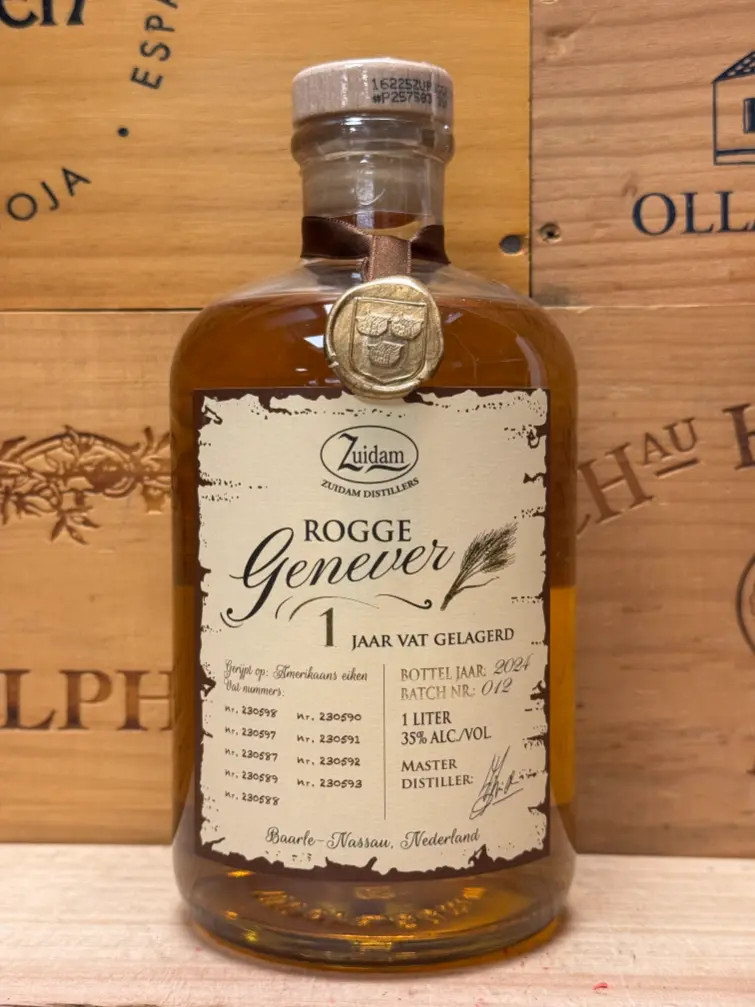 ESPA
OJA
OLLA
HAU
LPH
Zuidam
ZUIDAM DISTILLERS
ROGGE
Genever
1 JAAR VAT GELAGERD
Gerijpt op: Amerikaans eiken
Vat nummers:
nr. 230598 nr. 230590
nr. 230597 nr. 230591
nr. 230587 nr. 230592
nr. 230589 nr. 230593
nr. 230588
BOTTEL JAAR: 2024
BATCH NR.: 012
1 LITER
35% ALC./VOL
MASTER
DISTILLER:
Baarle-Nassau, Nederland